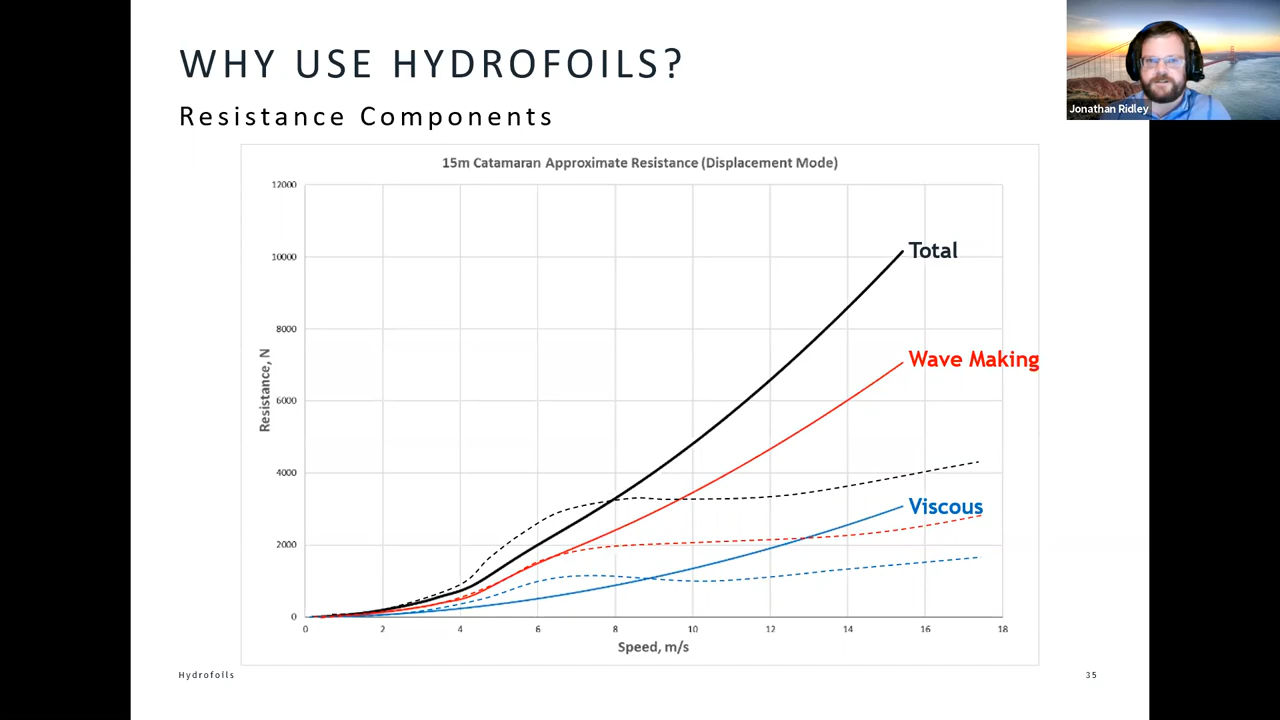 WHY USE HYDROFOILS?
Resistance Components
Jonathan Ridley
15m Catamaran Approximate Resistance (Displacement Mode)
12000
10000
8000
6000
4000
2000
0
Resistance, N
Total
Wave Making
Viscous
0 2 4 6 8 10 12 14 16 18
Speed, m/s
Hydrofoils
35